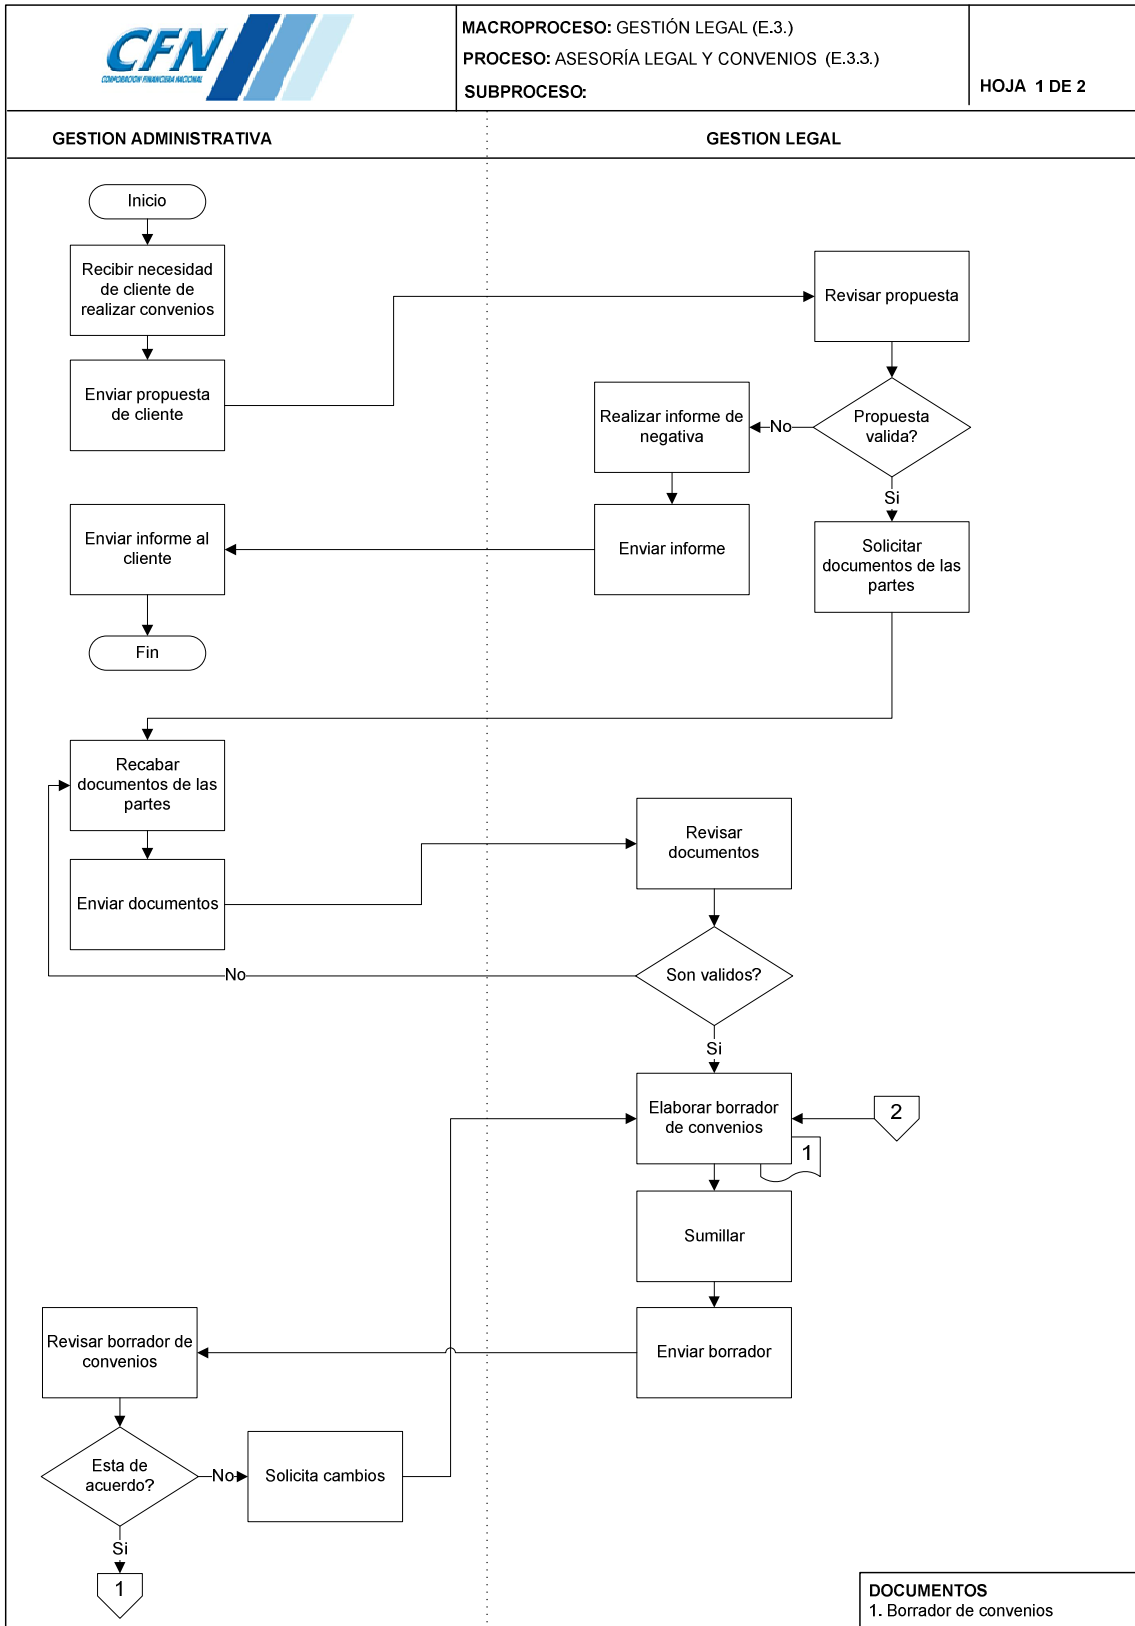 CFN
CORPORACIÓN FINANCIERA NACIONAL
MACROPROCESO: GESTIÓN LEGAL (E.3.)
PROCESO: ASESORÍA LEGAL Y CONVENIOS (E.3.3.)
SUBPROCESO:
HOJA 1 DE 2
GESTION ADMINISTRATIVA
GESTION LEGAL
Inicio
Recibir necesidad
de cliente de
realizar convenios
Revisar propuesta
Enviar propuesta
de cliente
Realizar informe de
negativa
No
Propuesta
valida?
Si
Enviar informe al
cliente
Enviar informe
Solicitar
documentos de las
partes
Fin
Recabar
documentos de las
partes
Revisar
documentos
Enviar documentos
No
Son validos?
Si
Elaborar borrador
de convenios
2
1
Sumillar
Revisar borrador de
convenios
Enviar borrador
Esta de
acuerdo?
No
Solicita cambios
Si
1
DOCUMENTOS
1. Borrador de convenios